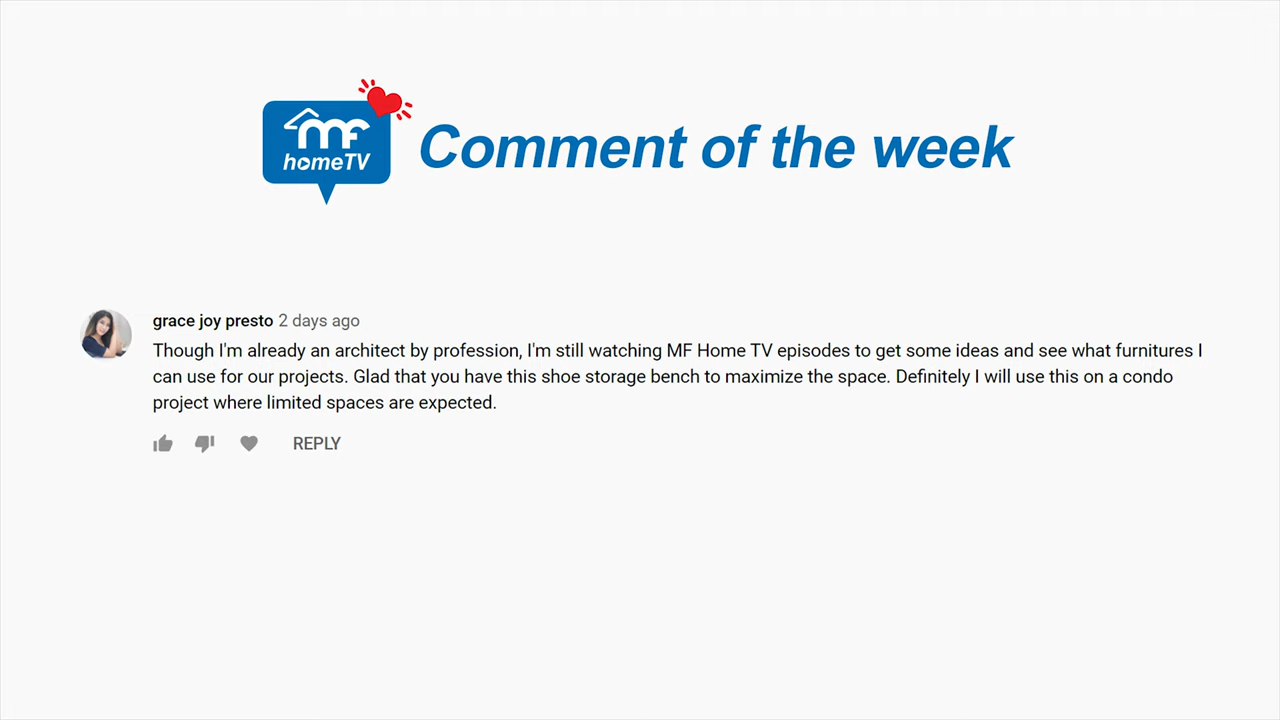 mf
homeTV
Comment of the week
grace joy presto 2 days ago
Though I'm already an architect by profession, I'm still watching MF Home TV episodes to get some ideas and see what furnitures I
can use for our projects. Glad that you have this shoe storage bench to maximize the space. Definitely I will use this on a condo
project where limited spaces are expected.
REPLY